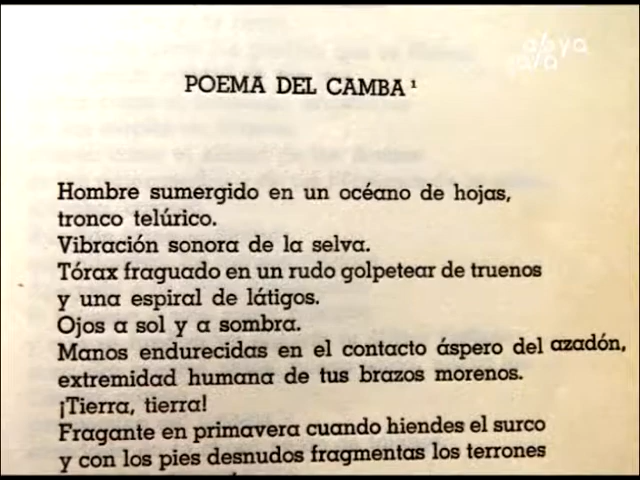 abya
yala
POEMA DEL CAMBA ¹
Hombre sumergido en un océano de hojas,
tronco telúrico.
Vibración sonora de la selva.
Tórax fraguado en un rudo golpetear de truenos
y una espiral de látigos.
Ojos a sol y a sombra.
Manos endurecidas en el contacto áspero del azadón,
extremidad humana de tus brazos morenos.
¡Tierra, tierra!
Fragante en primavera cuando hiendes el surco
y con los pies desnudos fragmentas los terrones